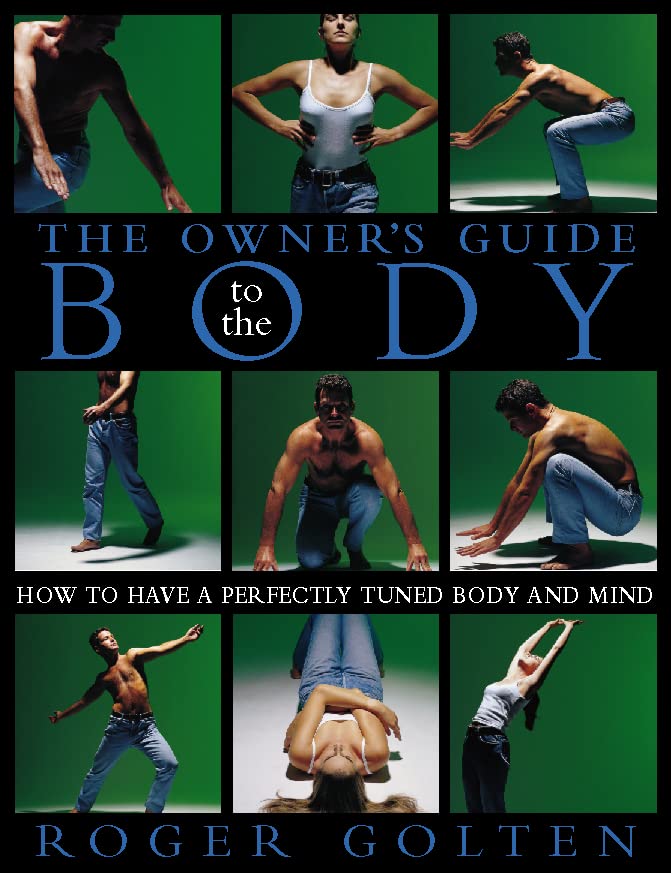 THE OWNER'S GUIDE
to
the
BODY
HOW TO HAVE A PERFECTLY TUNED BODY AND MIND
ROGER GOLTEN